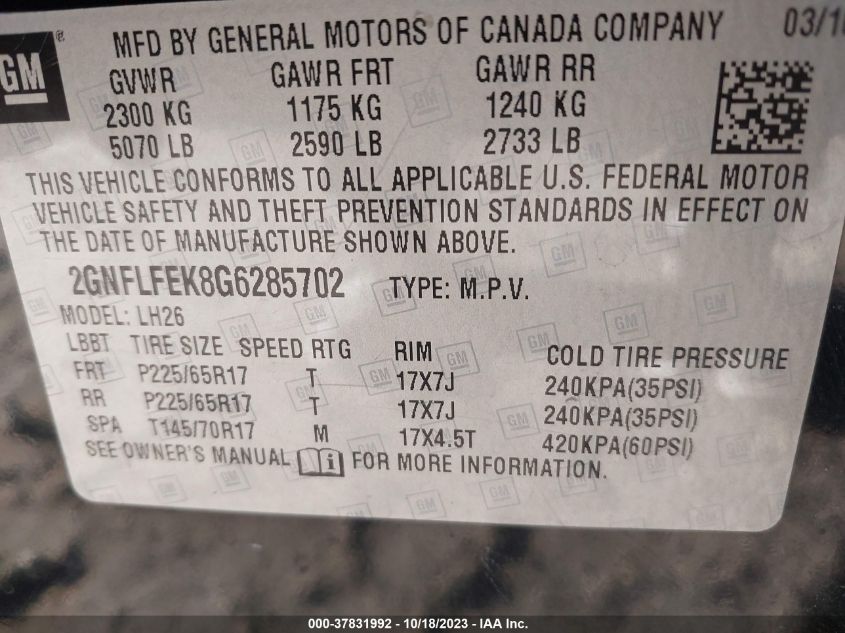 GM ®
MFD BY GENERAL MOTORS OF CANADA COMPANY 03/16
GVWR GAWR FRT GAWR RR
2300 KG 1175 KG 1240 KG
5070 LB 2590 LB 2733 LB
THIS VEHICLE CONFORMS TO ALL APPLICABLE U.S. FEDERAL MOTOR
VEHICLE SAFETY AND THEFT PREVENTION STANDARDS IN EFFECT ON
THE DATE OF MANUFACTURE SHOWN ABOVE.
2GNFLFEK8G6285702 TYPE: M.P.V.
MODEL: LH26
LBBT TIRE SIZE SPEED RTG RIM COLD TIRE PRESSURE
FRT P225/65R17 T 17X7J 240KPA(35PSI)
RR P225/65R17 T 17X7J 240KPA(35PSI)
SPA T145/70R17 M 17X4.5T 420KPA(60PSI)
SEE OWNER'S MANUAL FOR MORE INFORMATION.
000-37831992 - 10/18/2023 - IAA Inc.